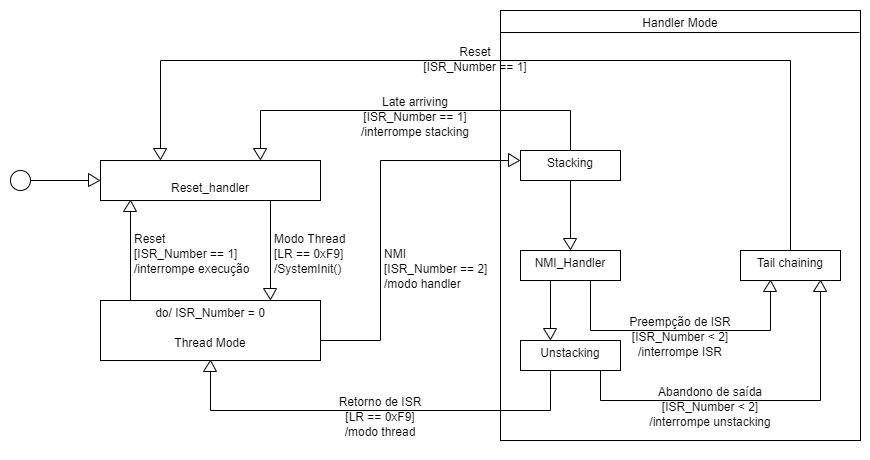 Handler Mode
Reset
[ISR_Number == 1]
Late arriving
[ISR_Number == 1]
/interrompe stacking
Stacking
Reset_handler
Reset
[ISR_Number == 1]
/interrompe execução
Modo Thread
[LR == 0xF9]
/SystemInit()
NMI
[ISR_Number == 2]
/modo handler
NMI_Handler
Tail chaining
do/ ISR_Number = 0
Thread Mode
Preempção de ISR
[ISR_Number < 2]
/interrompe ISR
Unstacking
Abandono de saída
[ISR_Number < 2]
/interrompe unstacking
Retorno de ISR
[LR == 0xF9]
/modo thread